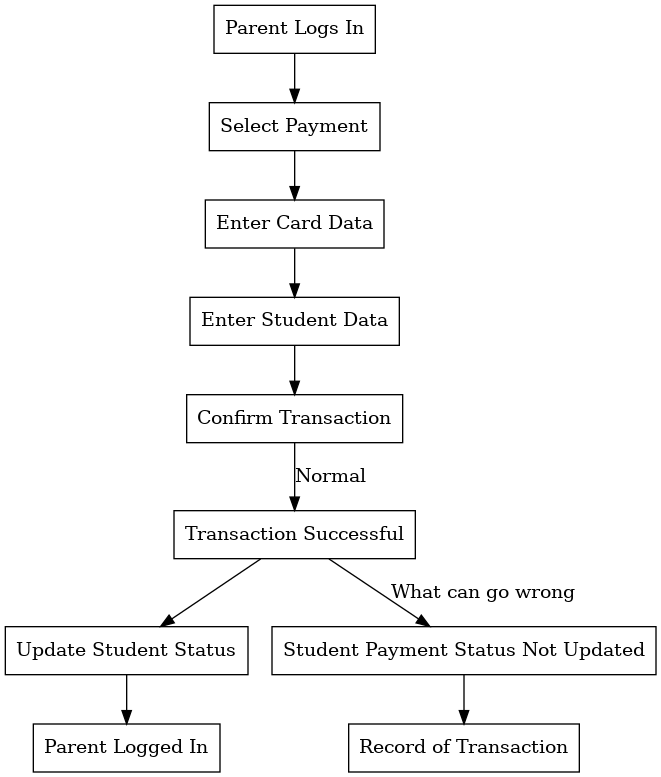 Parent Logs In
Select Payment
Enter Card Data
Enter Student Data
Confirm Transaction
Normal
Transaction Successful
What can go wrong
Update Student Status
Student Payment Status Not Updated
Parent Logged In
Record of Transaction